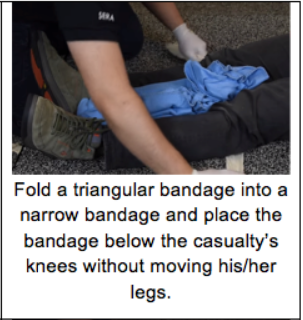 SERA
Fold a triangular bandage into a
narrow bandage and place the
bandage below the casualty's
knees without moving his/her
legs.